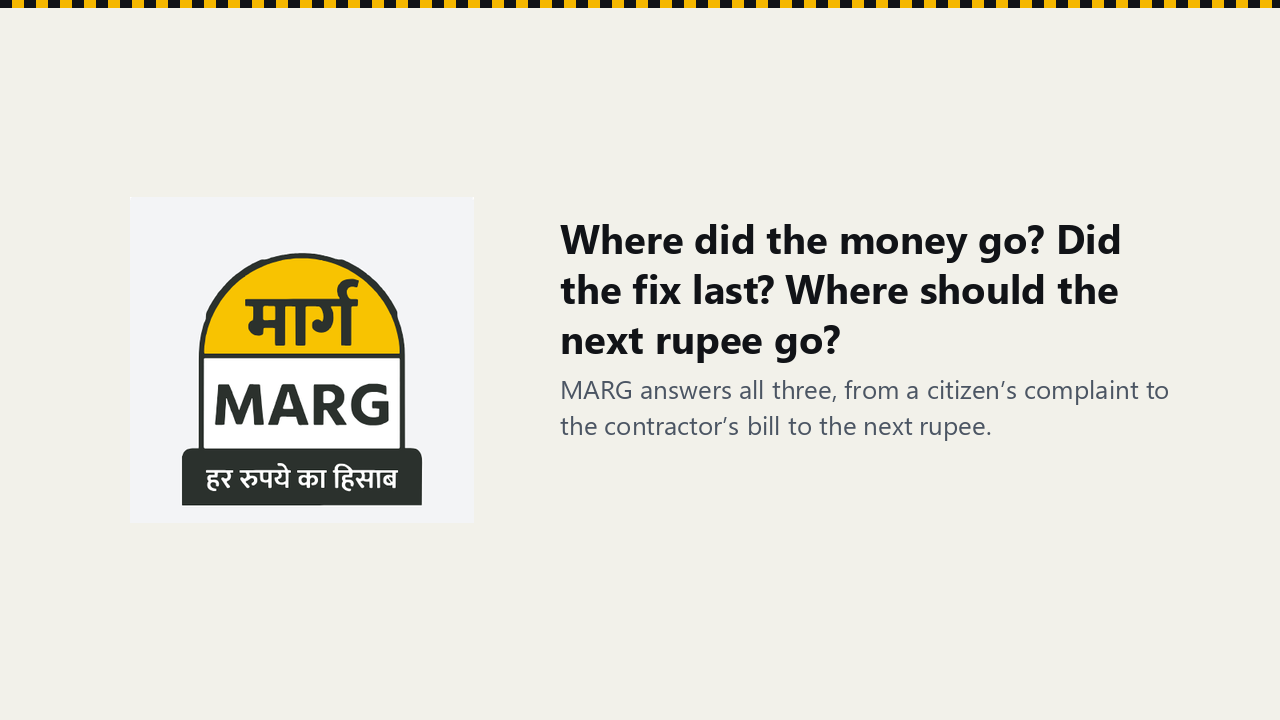 मार्ग
MARG
हर रुपये का हिसाब
Where did the money go? Did
the fix last? Where should the
next rupee go?
MARG answers all three, from a citizen’s complaint to
the contractor’s bill to the next rupee.